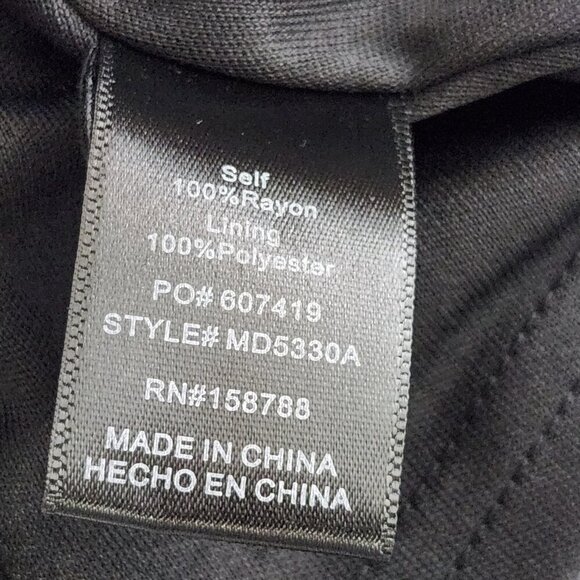 Self
100%Rayon
Lining
100%Polyester
PO# 607419
STYLE# MD5330A
RN#158788
MADE IN CHINA
HECHO EN CHINA